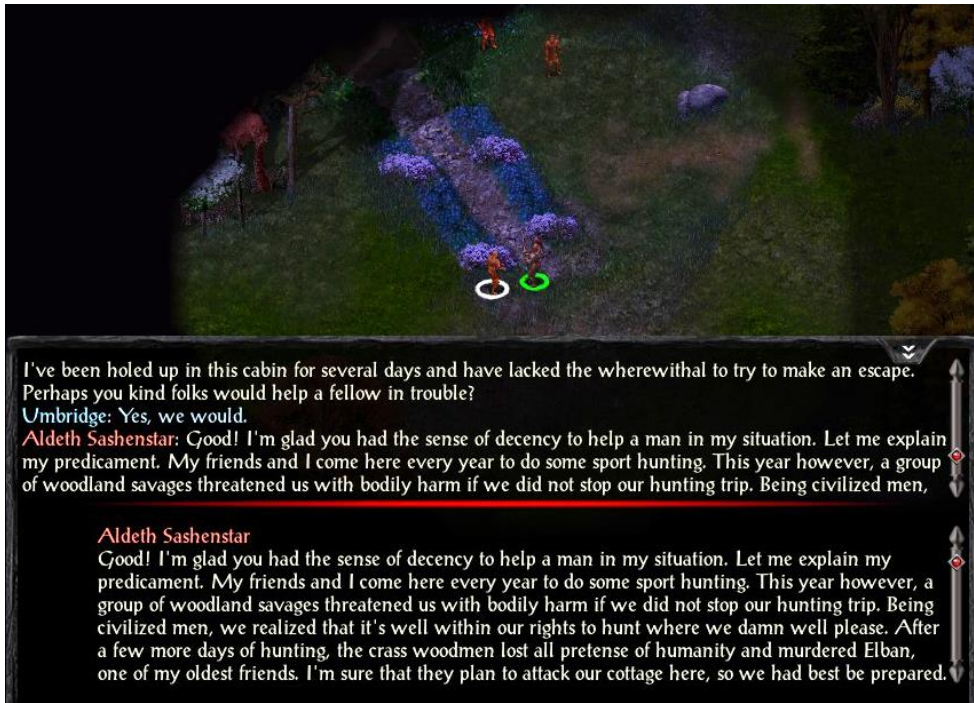 I've been holed up in this cabin for several days and have lacked the wherewithal to try to make an escape.
Perhaps you kind folks would help a fellow in trouble?
Umbridge: Yes, we would.
Aldeth Sashenstar: Good! I'm glad you had the sense of decency to help a man in my situation. Let me explain
my predicament. My friends and I come here every year to do some sport hunting. This year however, a group
of woodland savages threatened us with bodily harm if we did not stop our hunting trip. Being civilized men,
Aldeth Sashenstar
Good! I'm glad you had the sense of decency to help a man in my situation. Let me explain my
predicament. My friends and I come here every year to do some sport hunting. This year however, a
group of woodland savages threatened us with bodily harm if we did not stop our hunting trip. Being
civilized men, we realized that it's well within our rights to hunt where we damn well please. After
a few more days of hunting, the crass woodmen lost all pretense of humanity and murdered Elban,
one of my oldest friends. I'm sure that they plan to attack our cottage here, so we had best be prepared.